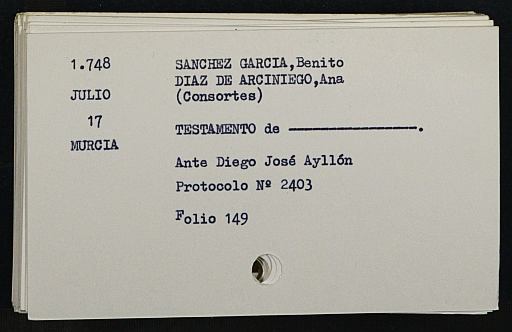 1.748
JULIO
17
MURCIA
SANCHEZ GARCIA,Benito
DIAZ DE ARCINIEGO,Ana
(Consortes)
TESTAMENTO de ————————.
Ante Diego José Ayllón
Protocolo Nº 2403
Folio 149